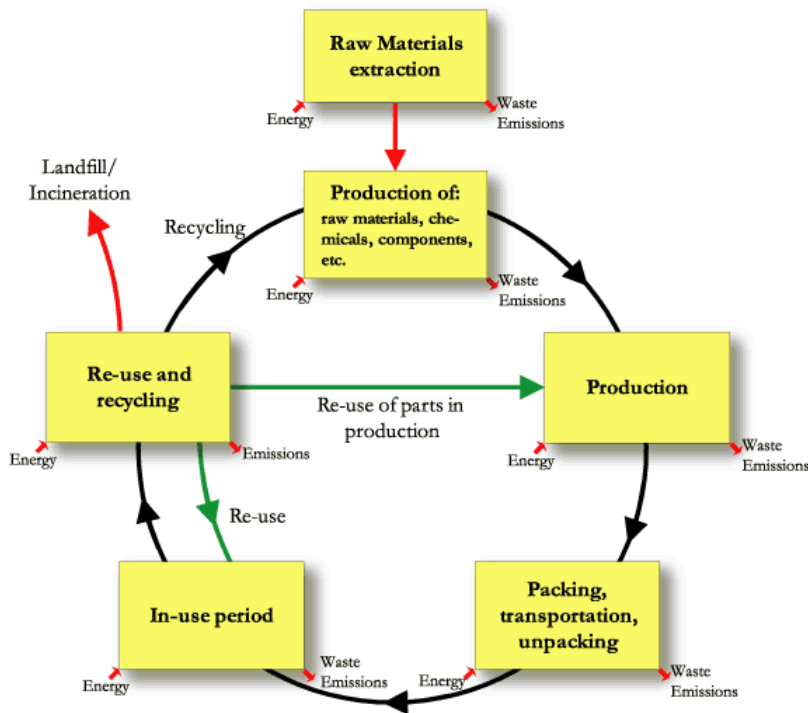 Raw Materials
extraction
Energy
Waste
Emissions
Landfill/
Incineration
Recycling
Production of:
raw materials, che-
micals, components,
etc.
Energy
Waste
Emissions
Re-use and
recycling
Energy
Emissions
Re-use of parts in
production
Production
Energy
Waste
Emissions
Re-use
In-use period
Energy
Waste
Emissions
Packing,
transportation,
unpacking
Energy
Waste
Emissions